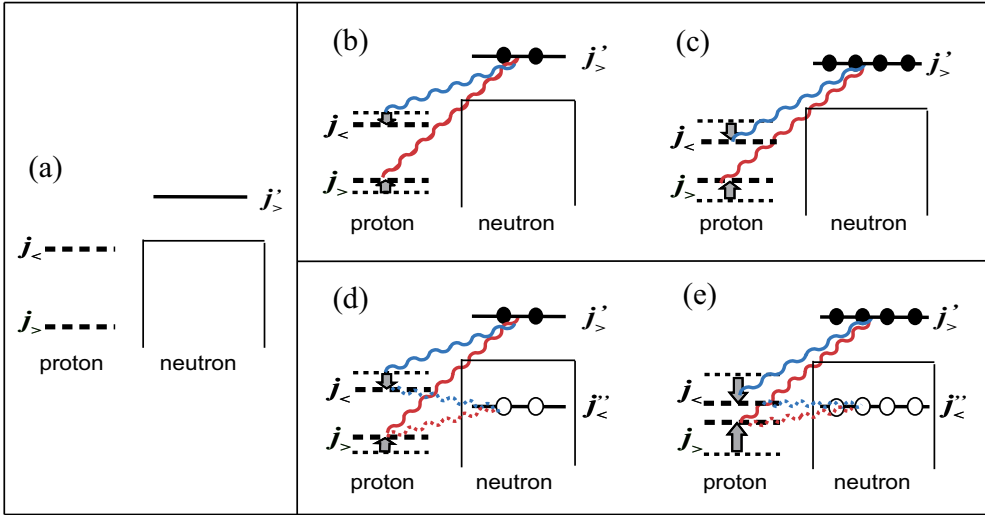 (a)
j'>
j<
j>
proton neutron
(b)
j'>
j<
j>
proton neutron
(c)
j'>
j<
j>
proton neutron
(d)
j'>
j<
j''<
j>
proton neutron
(e)
j'>
j<
j''<
j>
proton neutron